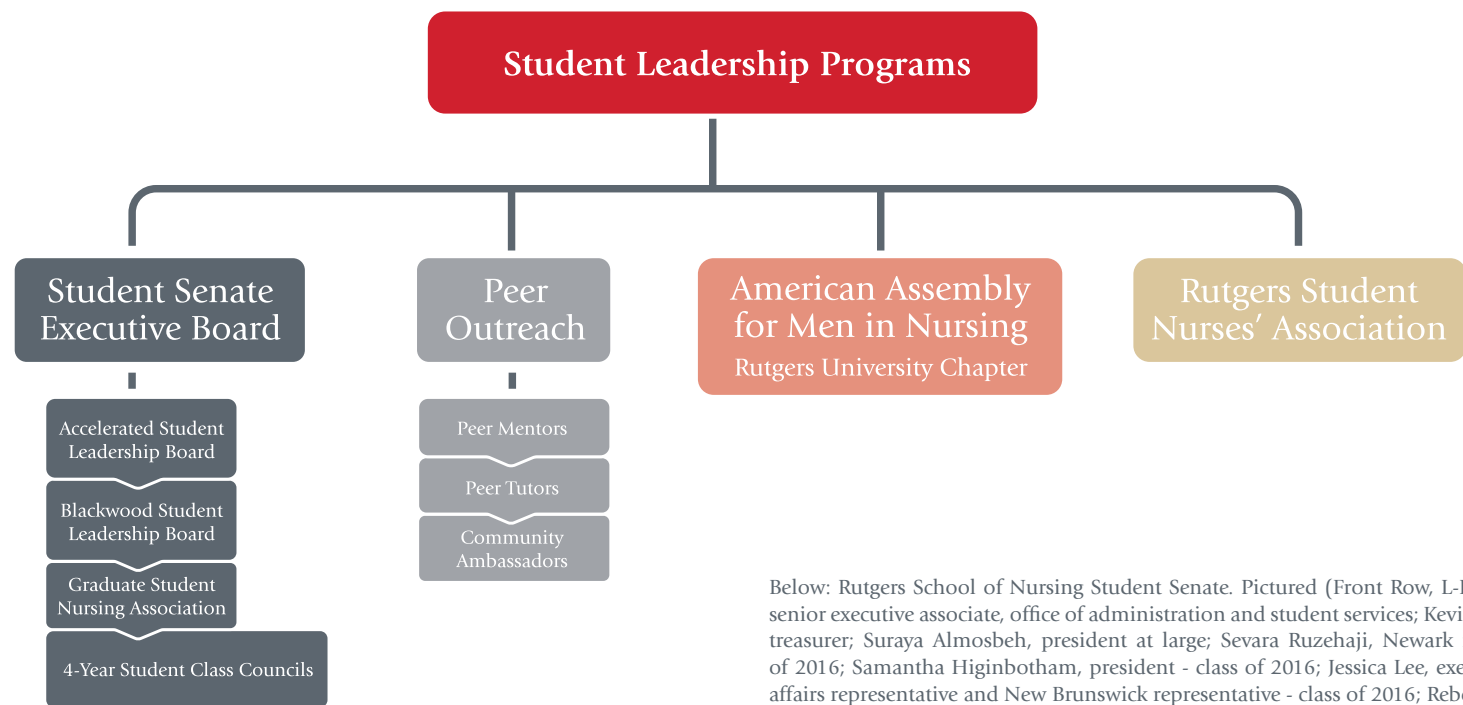 Student Leadership Programs
Student Senate
Executive Board
Accelerated Student
Leadership Board
Blackwood Student
Leadership Board
Graduate Student
Nursing Association
4-Year Student Class Councils
Peer
Outreach
Peer Mentors
Peer Tutors
Community
Ambassadors
American Assembly
for Men in Nursing
Rutgers University Chapter
Rutgers Student
Nurses’ Association
Below: Rutgers School of Nursing Student Senate. Pictured (Front Row, L-
senior executive associate, office of administration and student services; Kevi
treasurer; Suraya Almosbeh, president at large; Sevara Ruzehaji, Newark
of 2016; Samantha Higinbotham, president - class of 2016; Jessica Lee, exe
affairs representative and New Brunswick representative - class of 2016; Reb